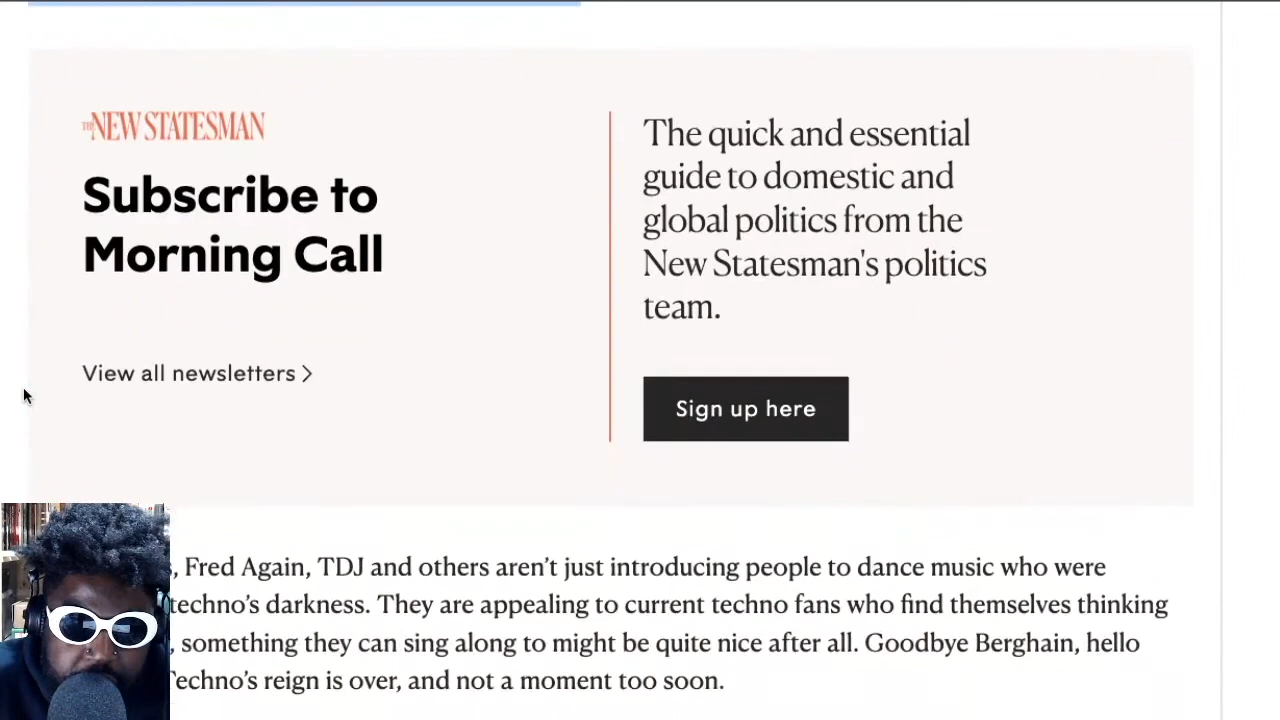 THE NEW STATESMAN
Subscribe to
Morning Call
View all newsletters >
The quick and essential
guide to domestic and
global politics from the
New Statesman's politics
team.
Sign up here
, Fred Again, TDJ and others aren’t just introducing people to dance music who were
techno’s darkness. They are appealing to current techno fans who find themselves thinking
, something they can sing along to might be quite nice after all. Goodbye Berghain, hello
Techno’s reign is over, and not a moment too soon.